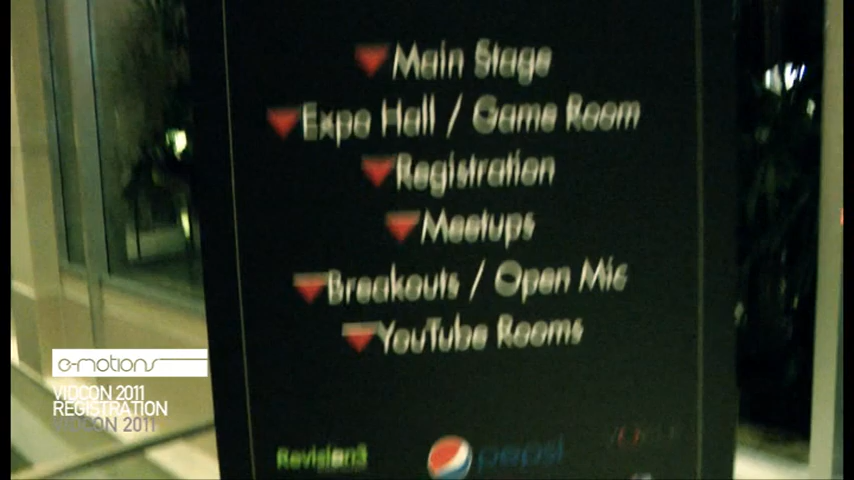 Main Stage
Expo Hall / Game Room
Registration
Meetups
Breakouts / Open Mic
YouTube Rooms
Revision3
pepsi
e-motions
VIDCON 2011
REGISTRATION
VIDCON 2011